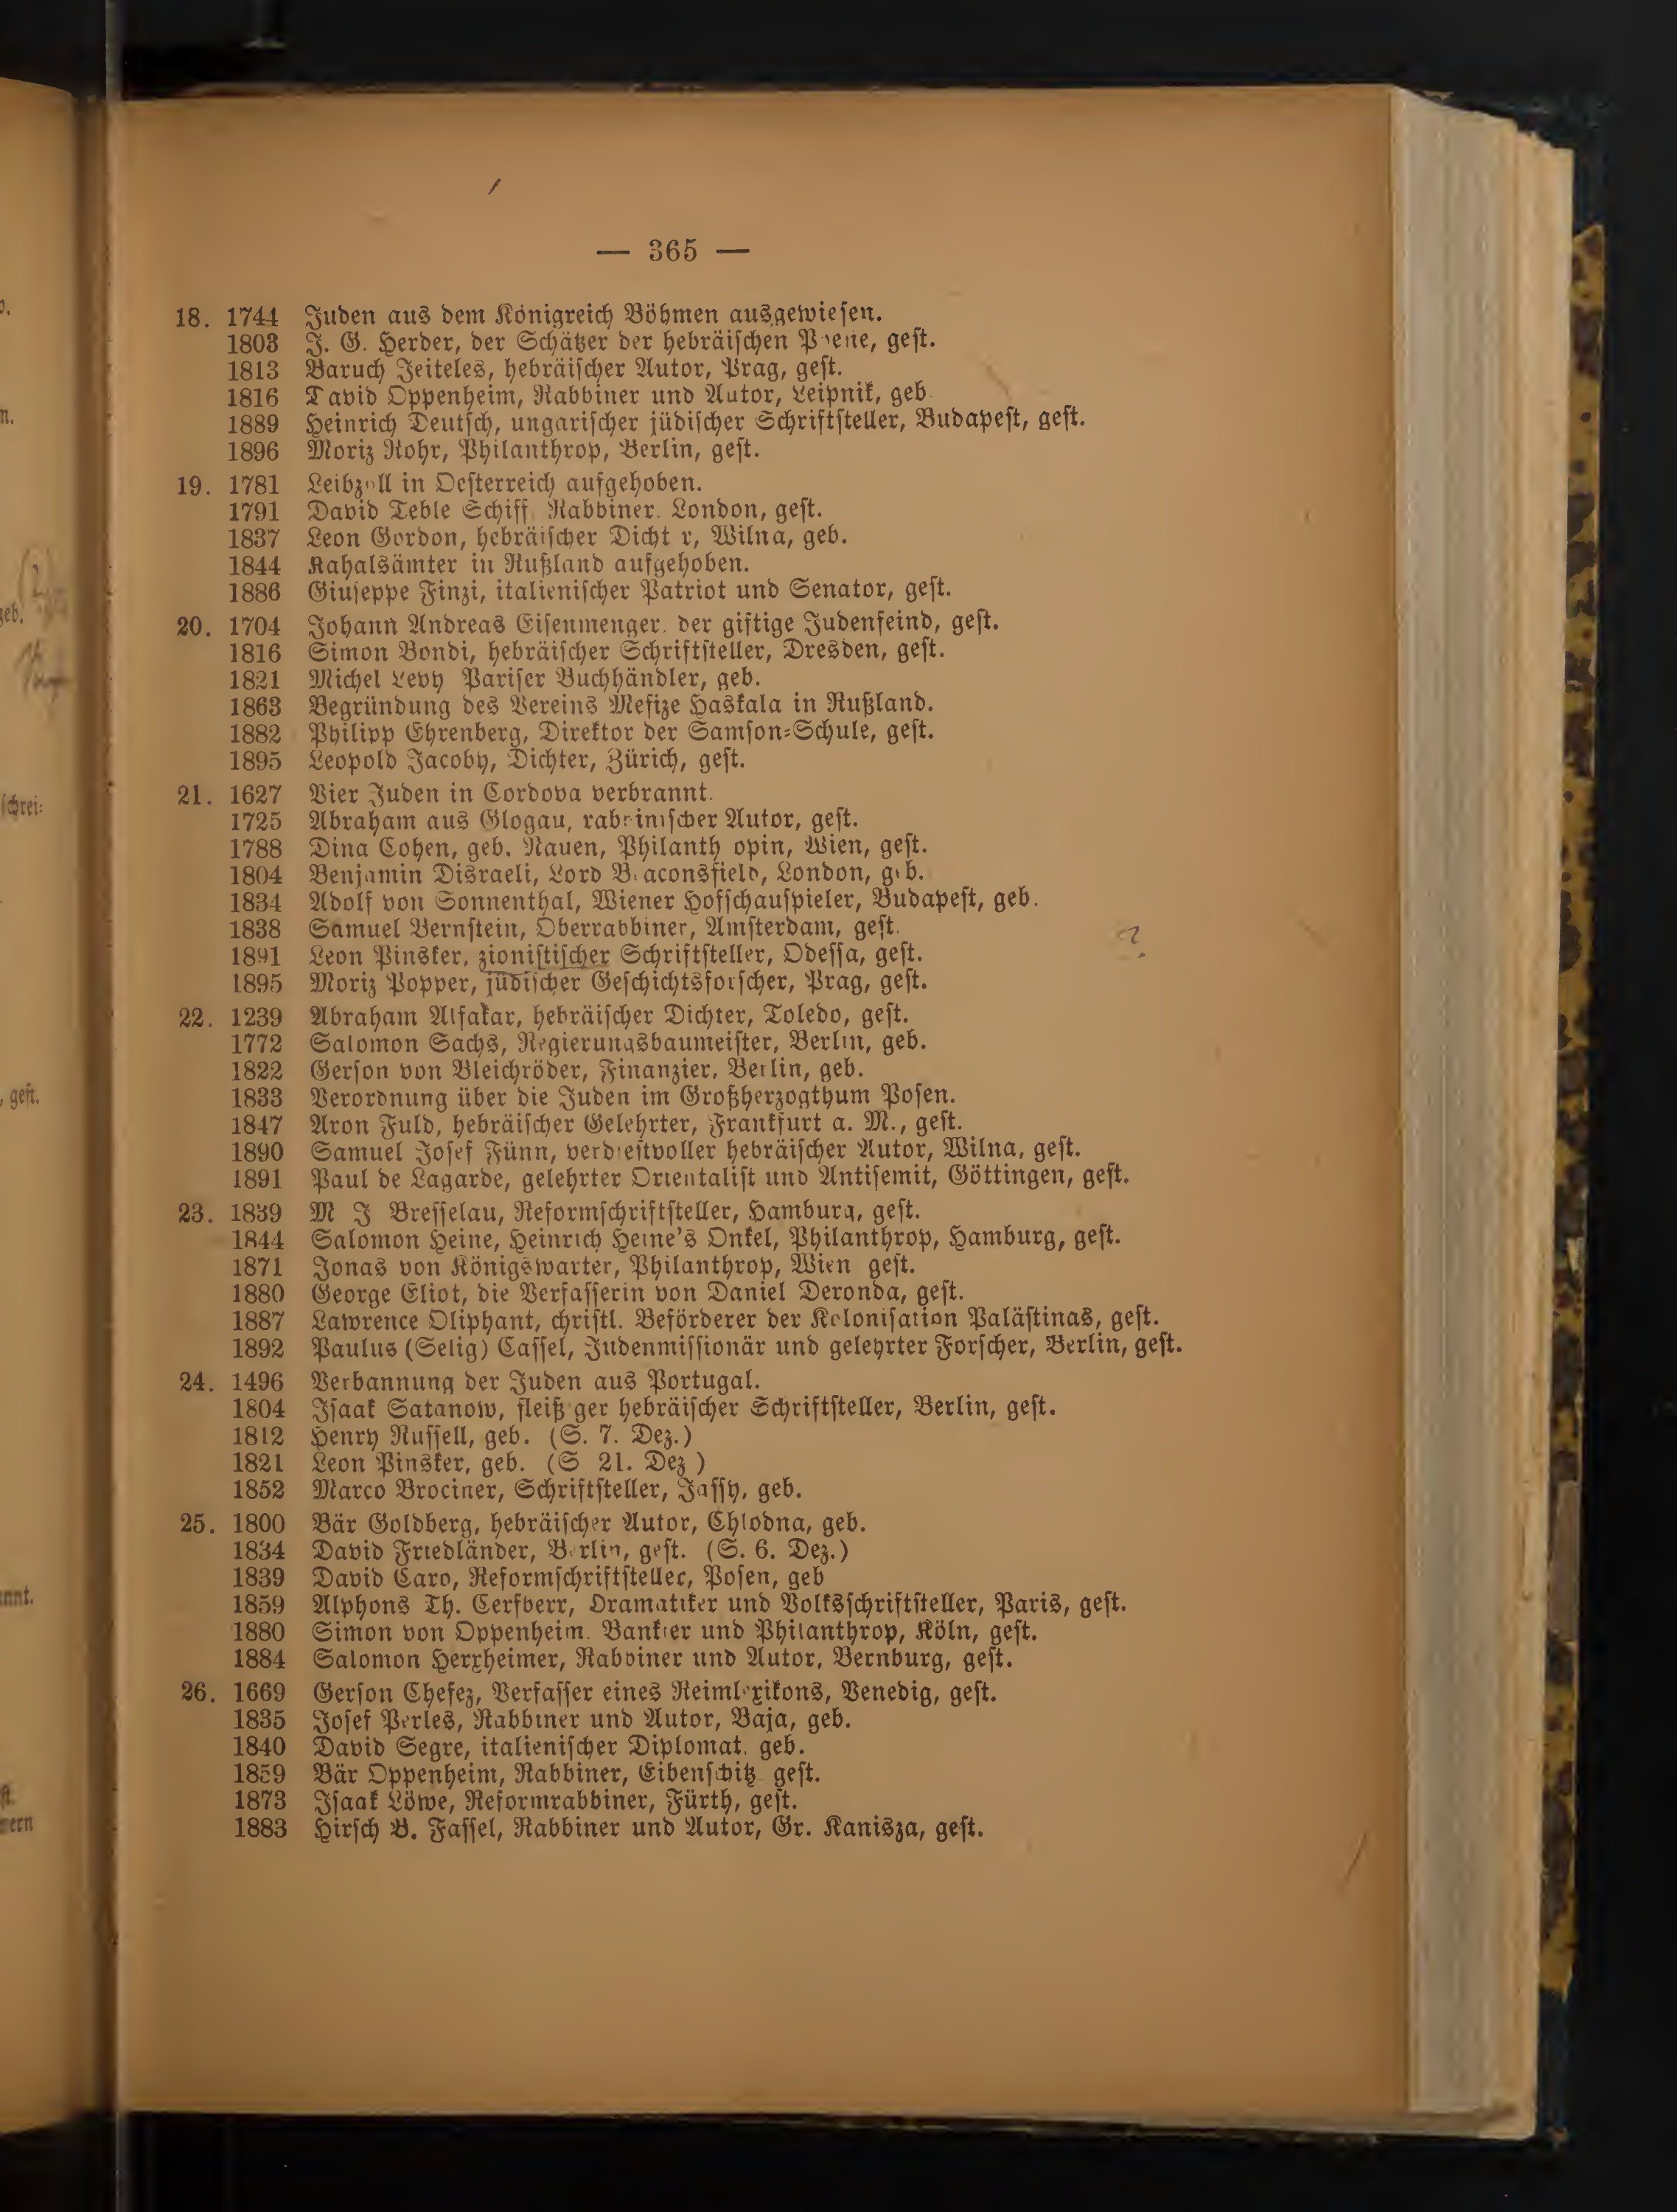 — 365 —
18. 1744 Juden aus dem Königreich Böhmen ausgewiesen.
1803 J. G. Herder, der Schätzer der hebräischen Poesie, gest.
1813 Baruch Jeiteles, hebräischer Autor, Prag, gest.
1816 David Oppenheim, Rabbiner und Autor, Leipnik, geb
1889 Heinrich Deutsch, ungarischer jüdischer Schriftsteller, Budapest, gest.
1896 Moriz Rohr, Philanthrop, Berlin, gest.
19. 1781 Leibzoll in Oesterreich aufgehoben.
1791 David Teble Schiff, Rabbiner. London, gest.
1837 Leon Gordon, hebräischer Dicht r, Wilna, geb.
1844 Kahalsämter in Rußland aufgehoben.
1886 Giuseppe Finzi, italienischer Patriot und Senator, gest.
20. 1704 Johann Andreas Eisenmenger. der giftige Judenfeind, gest.
1816 Simon Bondi, hebräischer Schriftsteller, Dresden, gest.
1821 Michel Levy Pariser Buchhändler, geb.
1863 Begründung des Vereins Mefize Haskala in Rußland.
1882 Philipp Ehrenberg, Direktor der Samson-Schule, gest.
1895 Leopold Jacoby, Dichter, Zürich, gest.
21. 1627 Vier Juden in Cordova verbrannt.
1725 Abraham aus Glogau, rabbinischer Autor, gest.
1788 Dina Cohen, geb. Nauen, Philanth opin, Wien, gest.
1804 Benjamin Disraeli, Lord Beaconsfield, London, geb.
1834 Adolf von Sonnenthal, Wiener Hofschauspieler, Budapest, geb.
1838 Samuel Bernstein, Oberrabbiner, Amsterdam, gest.
1891 Leon Pinsker, zionistischer Schriftsteller, Odessa, gest. ?
1895 Moriz Popper, jüdischer Geschichtsforscher, Prag, gest.
22. 1239 Abraham Alfakar, hebräischer Dichter, Toledo, gest.
1772 Salomon Sachs, Regierungsbaumeister, Berlin, geb.
1822 Gerson von Bleichröder, Finanzier, Berlin, geb.
1833 Verordnung über die Juden im Großherzogthum Posen.
1847 Aron Fuld, hebräischer Gelehrter, Frankfurt a. M., gest.
1890 Samuel Josef Fünn, verdiestvoller hebräischer Autor, Wilna, gest.
1891 Paul de Lagarde, gelehrter Orientalist und Antisemit, Göttingen, gest.
23. 1839 M J Bresselau, Reformschriftsteller, Hamburg, gest.
1844 Salomon Heine, Heinrich Heine's Onkel, Philanthrop, Hamburg, gest.
1871 Jonas von Königswarter, Philanthrop, Wien gest.
1880 George Eliot, die Verfasserin von Daniel Deronda, gest.
1887 Lawrence Oliphant, christl. Beförderer der Kolonisation Palästinas, gest.
1892 Paulus (Selig) Cassel, Judenmissionär und gelehrter Forscher, Berlin, gest.
24. 1496 Verbannung der Juden aus Portugal.
1804 Isaak Satanow, fleiß ger hebräischer Schriftsteller, Berlin, gest.
1812 Henry Russell, geb. (S. 7. Dez.)
1821 Leon Pinsker, geb. (S 21. Dez )
1852 Marco Brociner, Schriftsteller, Jassy, geb.
25. 1800 Bär Goldberg, hebräischer Autor, Chlodna, geb.
1834 David Friedländer, Berlin, gest. (S. 6. Dez.)
1839 David Caro, Reformschriftsteller, Posen, geb
1859 Alphons Th. Cerfberr, Dramatiker und Volksschriftsteller, Paris, gest.
1880 Simon von Oppenheim. Bankier und Philanthrop, Köln, gest.
1884 Salomon Herxheimer, Rabbiner und Autor, Bernburg, gest.
26. 1669 Gerson Chefez, Verfasser eines Reimlexikons, Venedig, gest.
1835 Josef Perles, Rabbiner und Autor, Baja, geb.
1840 David Segre, italienischer Diplomat. geb.
1859 Bär Oppenheim, Rabbiner, Eibenschitz gest.
1873 Isaak Löwe, Reformrabbiner, Fürth, gest.
1883 Hirsch B. Fassel, Rabbiner und Autor, Gr. Kanisza, gest.